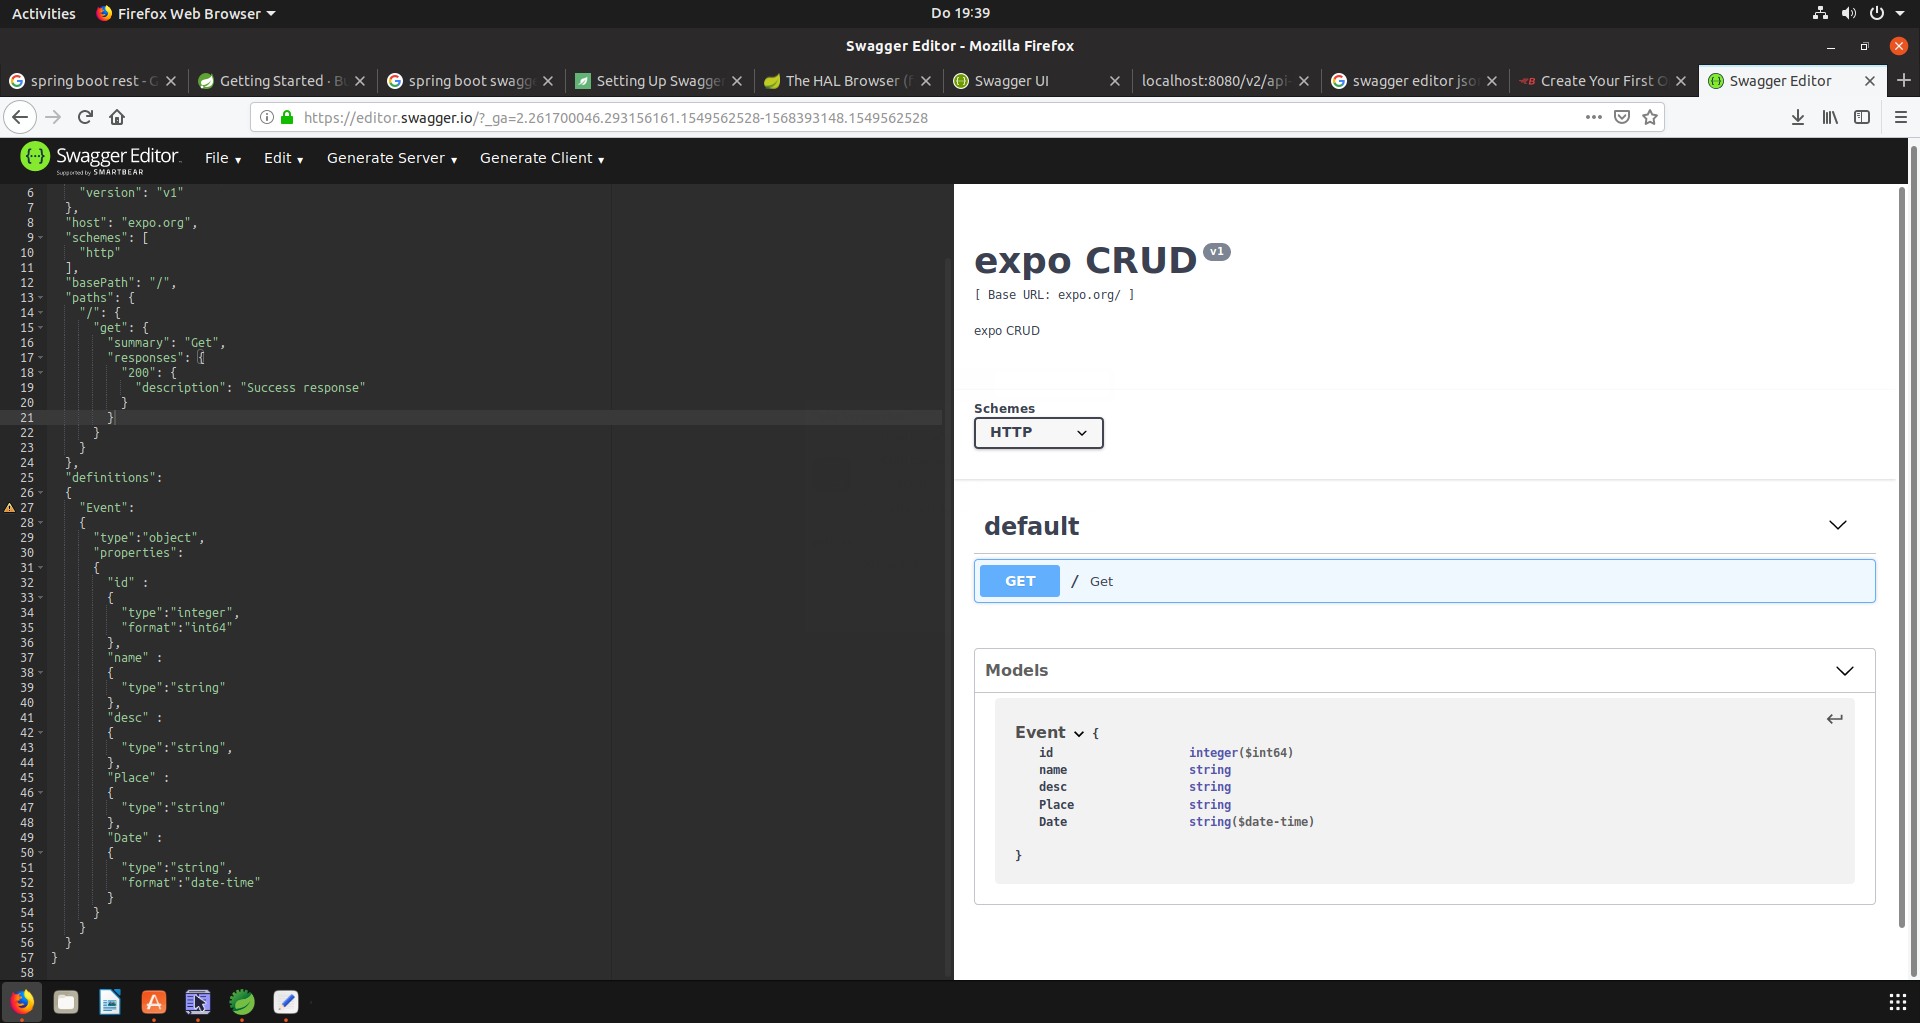 Activities Firefox Web Browser Do 19:39
Swagger Editor - Mozilla Firefox
spring boot rest - G Getting Started · Bu spring boot swagge Setting Up Swagger The HAL Browser (f Swagger UI localhost:8080/v2/api- swagger editor jso Create Your First O Swagger Editor
https://editor.swagger.io/?_ga=2.261700046.293156161.1549562528-1568393148.1549562528
Swagger Editor File Edit Generate Server Generate Client
Supported by SMARTBEAR
6 "version": "v1"
7 },
8 "host": "expo.org",
9 "schemes": [
10 "http"
11 ],
12 "basePath": "/",
13 "paths": {
14 "/": {
15 "get": {
16 "summary": "Get",
17 "responses": {
18 "200": {
19 "description": "Success response"
20 }
21 }
22 }
23 }
24 },
25 "definitions":
26 {
27 "Event":
28 {
29 "type":"object",
30 "properties":
31 {
32 "id" :
33 {
34 "type":"integer",
35 "format":"int64"
36 },
37 "name" :
38 {
39 "type":"string"
40 },
41 "desc" :
42 {
43 "type":"string",
44 },
45 "Place" :
46 {
47 "type":"string"
48 },
49 "Date" :
50 {
51 "type":"string",
52 "format":"date-time"
53 }
54 }
55 }
56 }
57 }
58
expo CRUD v1
[ Base URL: expo.org/ ]
expo CRUD
Schemes
HTTP
default
GET / Get
Models
Event {
id integer($int64)
name string
desc string
Place string
Date string($date-time)
}